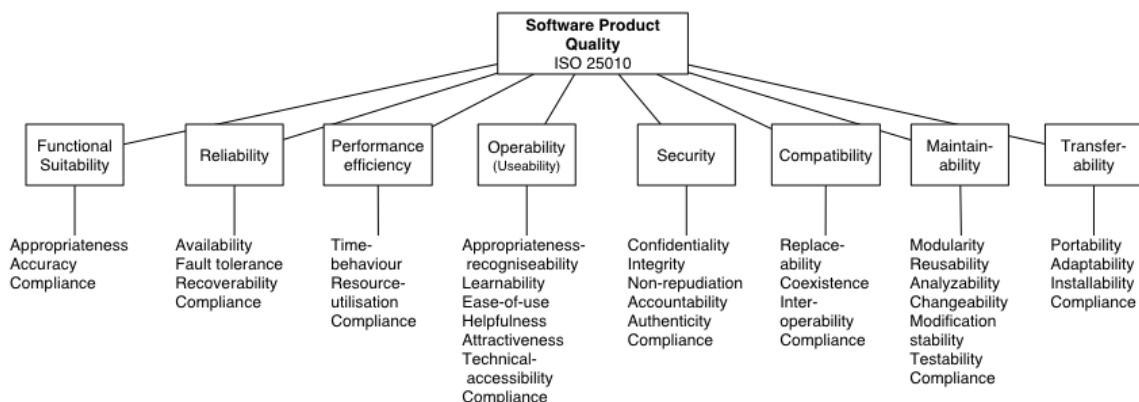 Software Product
Quality
ISO 25010
Functional
Suitability
Reliability
Performance
efficiency
Operability
(Useability)
Security
Compatibility
Maintain-
ability
Transfer-
ability
Appropriateness
Accuracy
Compliance
Availability
Fault tolerance
Recoverability
Compliance
Time-
behaviour
Resource-
utilisation
Compliance
Appropriateness-
recogniseability
Learnability
Ease-of-use
Helpfulness
Attractiveness
Technical-
accessibility
Compliance
Confidentiality
Integrity
Non-repudiation
Accountability
Authenticity
Compliance
Replace-
ability
Coexistence
Inter-
operability
Compliance
Modularity
Reusability
Analyzability
Changeability
Modification
stability
Testability
Compliance
Portability
Adaptability
Installability
Compliance